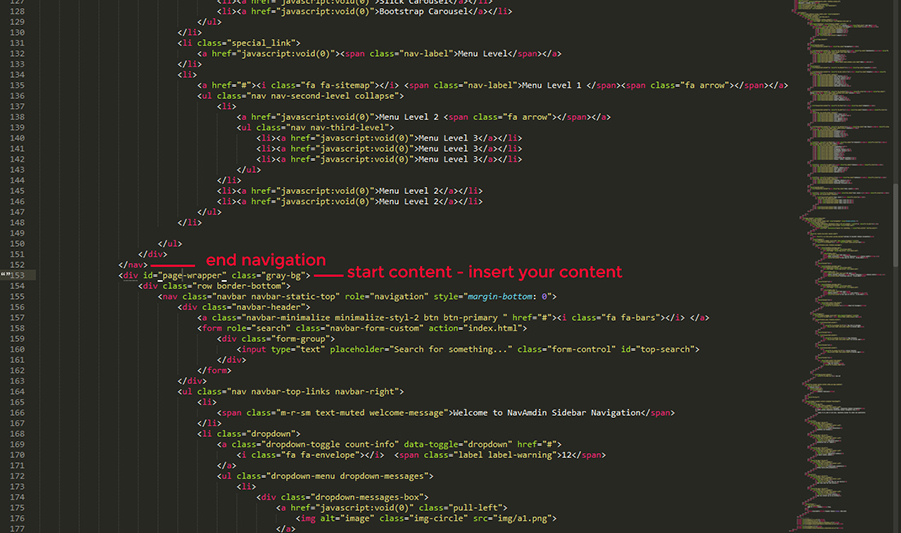 127 <li><a href="javascript:void(0)">Slick Carousel</a></li>
128 <li><a href="javascript:void(0)">Bootstrap Carousel</a></li>
129 </ul>
130 </li>
131 <li class="special_link">
132 <a href="javascript:void(0)"><span class="nav-label">Menu Level</span></a>
133 </li>
134 <li>
135 <a href="#"><i class="fa fa-sitemap"></i> <span class="nav-label">Menu Level 1 </span><span class="fa arrow"></span></a>
136 <ul class="nav nav-second-level collapse">
137 <li>
138 <a href="javascript:void(0)">Menu Level 2 <span class="fa arrow"></span></a>
139 <ul class="nav nav-third-level">
140 <li><a href="javascript:void(0)">Menu Level 3</a></li>
141 <li><a href="javascript:void(0)">Menu Level 3</a></li>
142 <li><a href="javascript:void(0)">Menu Level 3</a></li>
143 </ul>
144 </li>
145 <li><a href="javascript:void(0)">Menu Level 2</a></li>
146 <li><a href="javascript:void(0)">Menu Level 2</a></li>
147 </ul>
148 </li>
149
150 </ul>
151 </div>
152 </nav> end navigation
153 <div id="page-wrapper" class="gray-bg"> start content - insert your content
154 <div class="row border-bottom">
155 <nav class="navbar navbar-static-top" role="navigation" style="margin-bottom: 0">
156 <div class="navbar-header">
157 <a class="navbar-minimalize minimalize-styl-2 btn btn-primary " href="#"><i class="fa fa-bars"></i> </a>
158 <form role="search" class="navbar-form-custom" action="index.html">
159 <div class="form-group">
160 <input type="text" placeholder="Search for something..." class="form-control" id="top-search">
161 </div>
162 </form>
163 </div>
164 <ul class="nav navbar-top-links navbar-right">
165 <li>
166 <span class="m-r-sm text-muted welcome-message">Welcome to NavAmdin Sidebar Navigation</span>
167 </li>
168 <li class="dropdown">
169 <a class="dropdown-toggle count-info" data-toggle="dropdown" href="#">
170 <i class="fa fa-envelope"></i> <span class="label label-warning">12</span>
171 </a>
172 <ul class="dropdown-menu dropdown-messages">
173 <li>
174 <div class="dropdown-messages-box">
175 <a href="javascript:void(0)" class="pull-left">
176 <img alt="image" class="img-circle" src="img/a1.png">
177 </a>